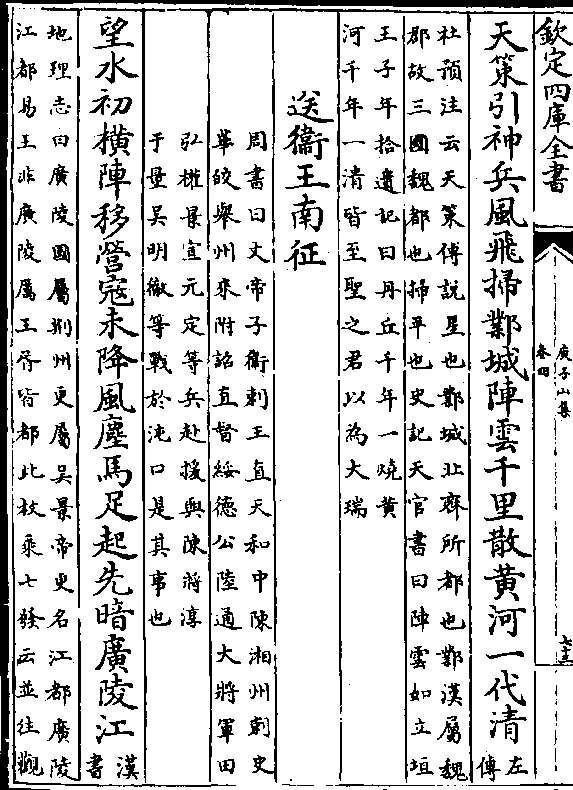 欽定四庫全書
庾子山集
卷四
七十三
天策引神兵風飛掃鄴城陣雲千里散黃河一代清左傳
杜預注云天策傅說星也鄴城北齊所都也鄴漢屬魏
郡故三國魏都也掃平也史記天官書曰陣雲如立垣
王子年拾遺記曰丹丘千年一燒黃
河千年一清皆至聖之君以為大瑞
送衞王南征
周書曰文帝子衞剌王直天和中陳湘州刺史
華皎舉州來附詔直督綏德公陸通大將軍田
弘權景宣元定等兵赴援與陳將淳
于量吳明徹等戰於沌口是其事也
望水初橫陣移營寇未降風塵馬足起先暗廣陵江漢書
地理志曰廣陵國屬荆州更屬吳景帝更名江都廣陵
江都易王非廣陵厲王胥皆都此枚乘七發云並往觀